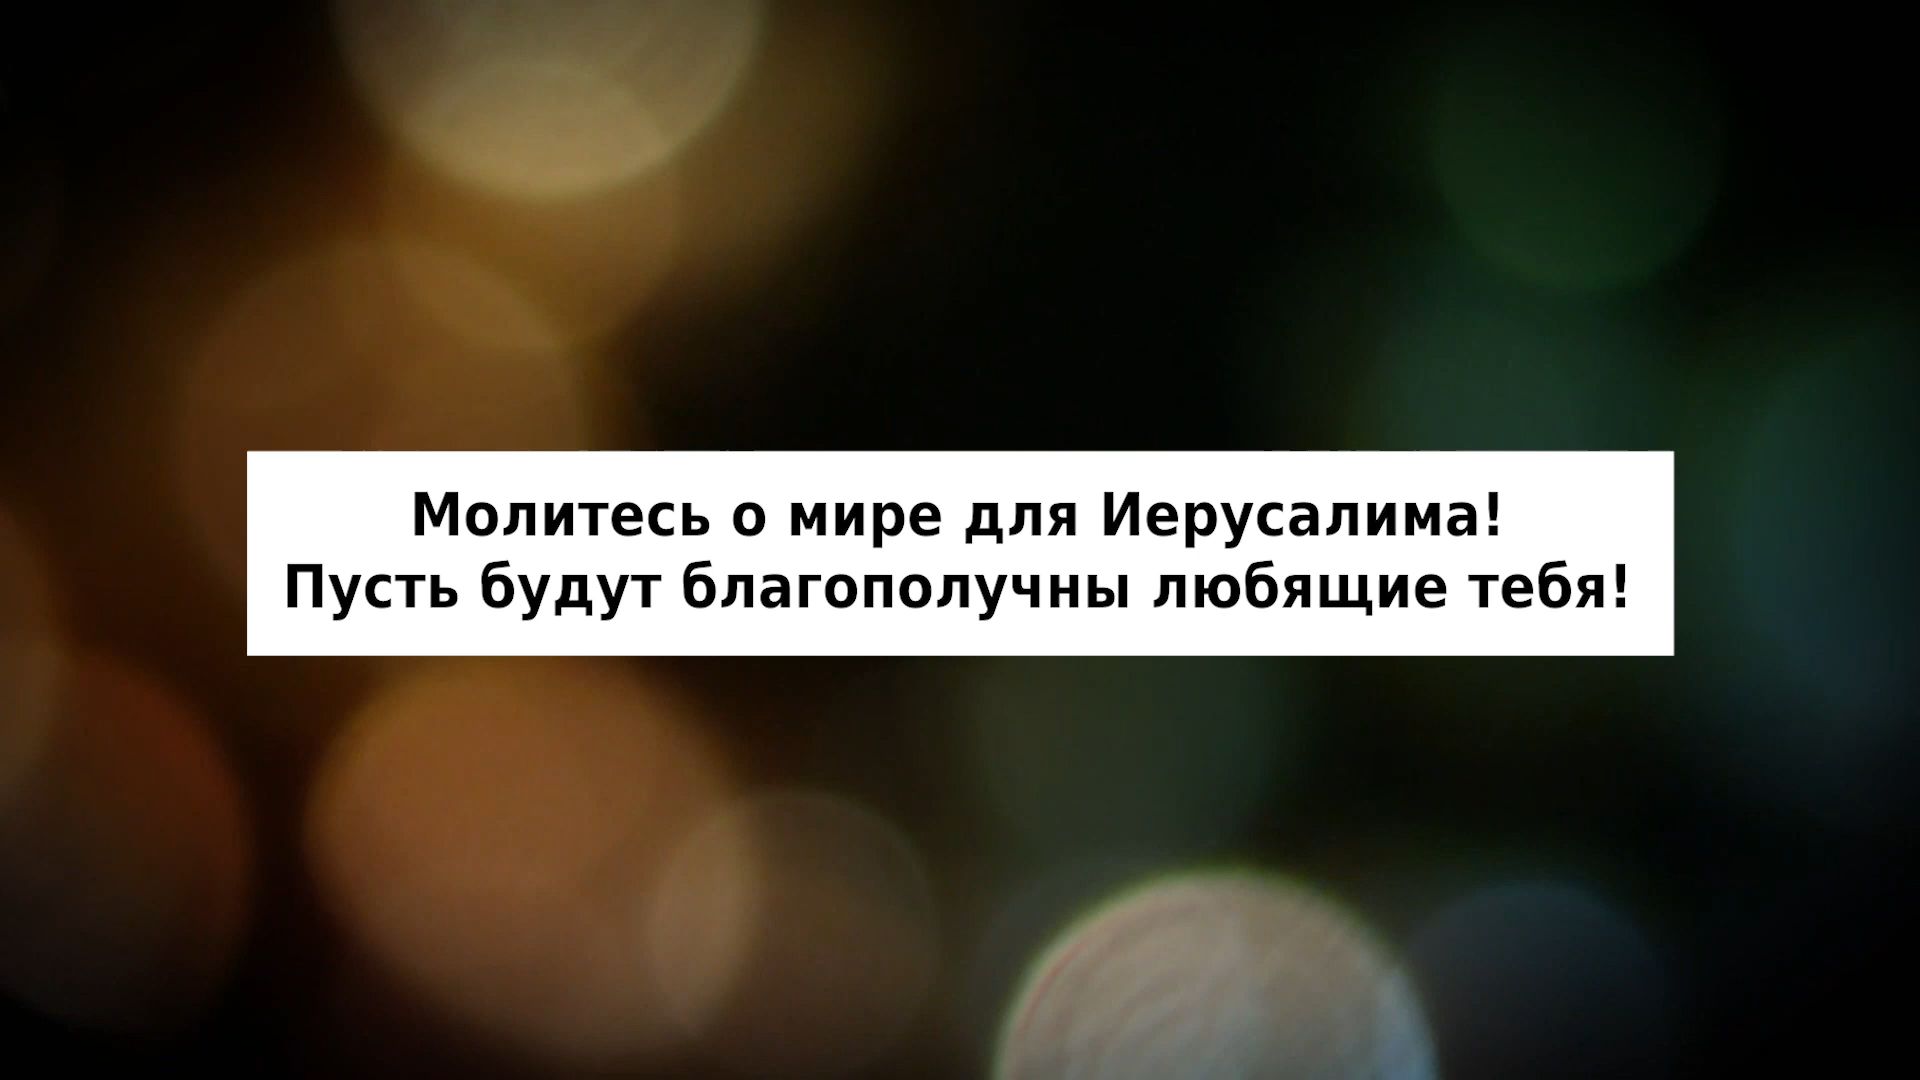 Молитесь о мире для Иерусалима!
Пусть будут благополучны любящие тебя!